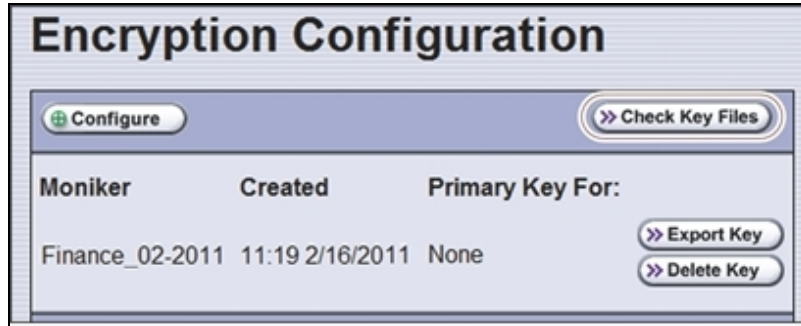 Encryption Configuration
Configure
Check Key Files
Moniker Created Primary Key For:
Finance_02-2011 11:19 2/16/2011 None
Export Key
Delete Key